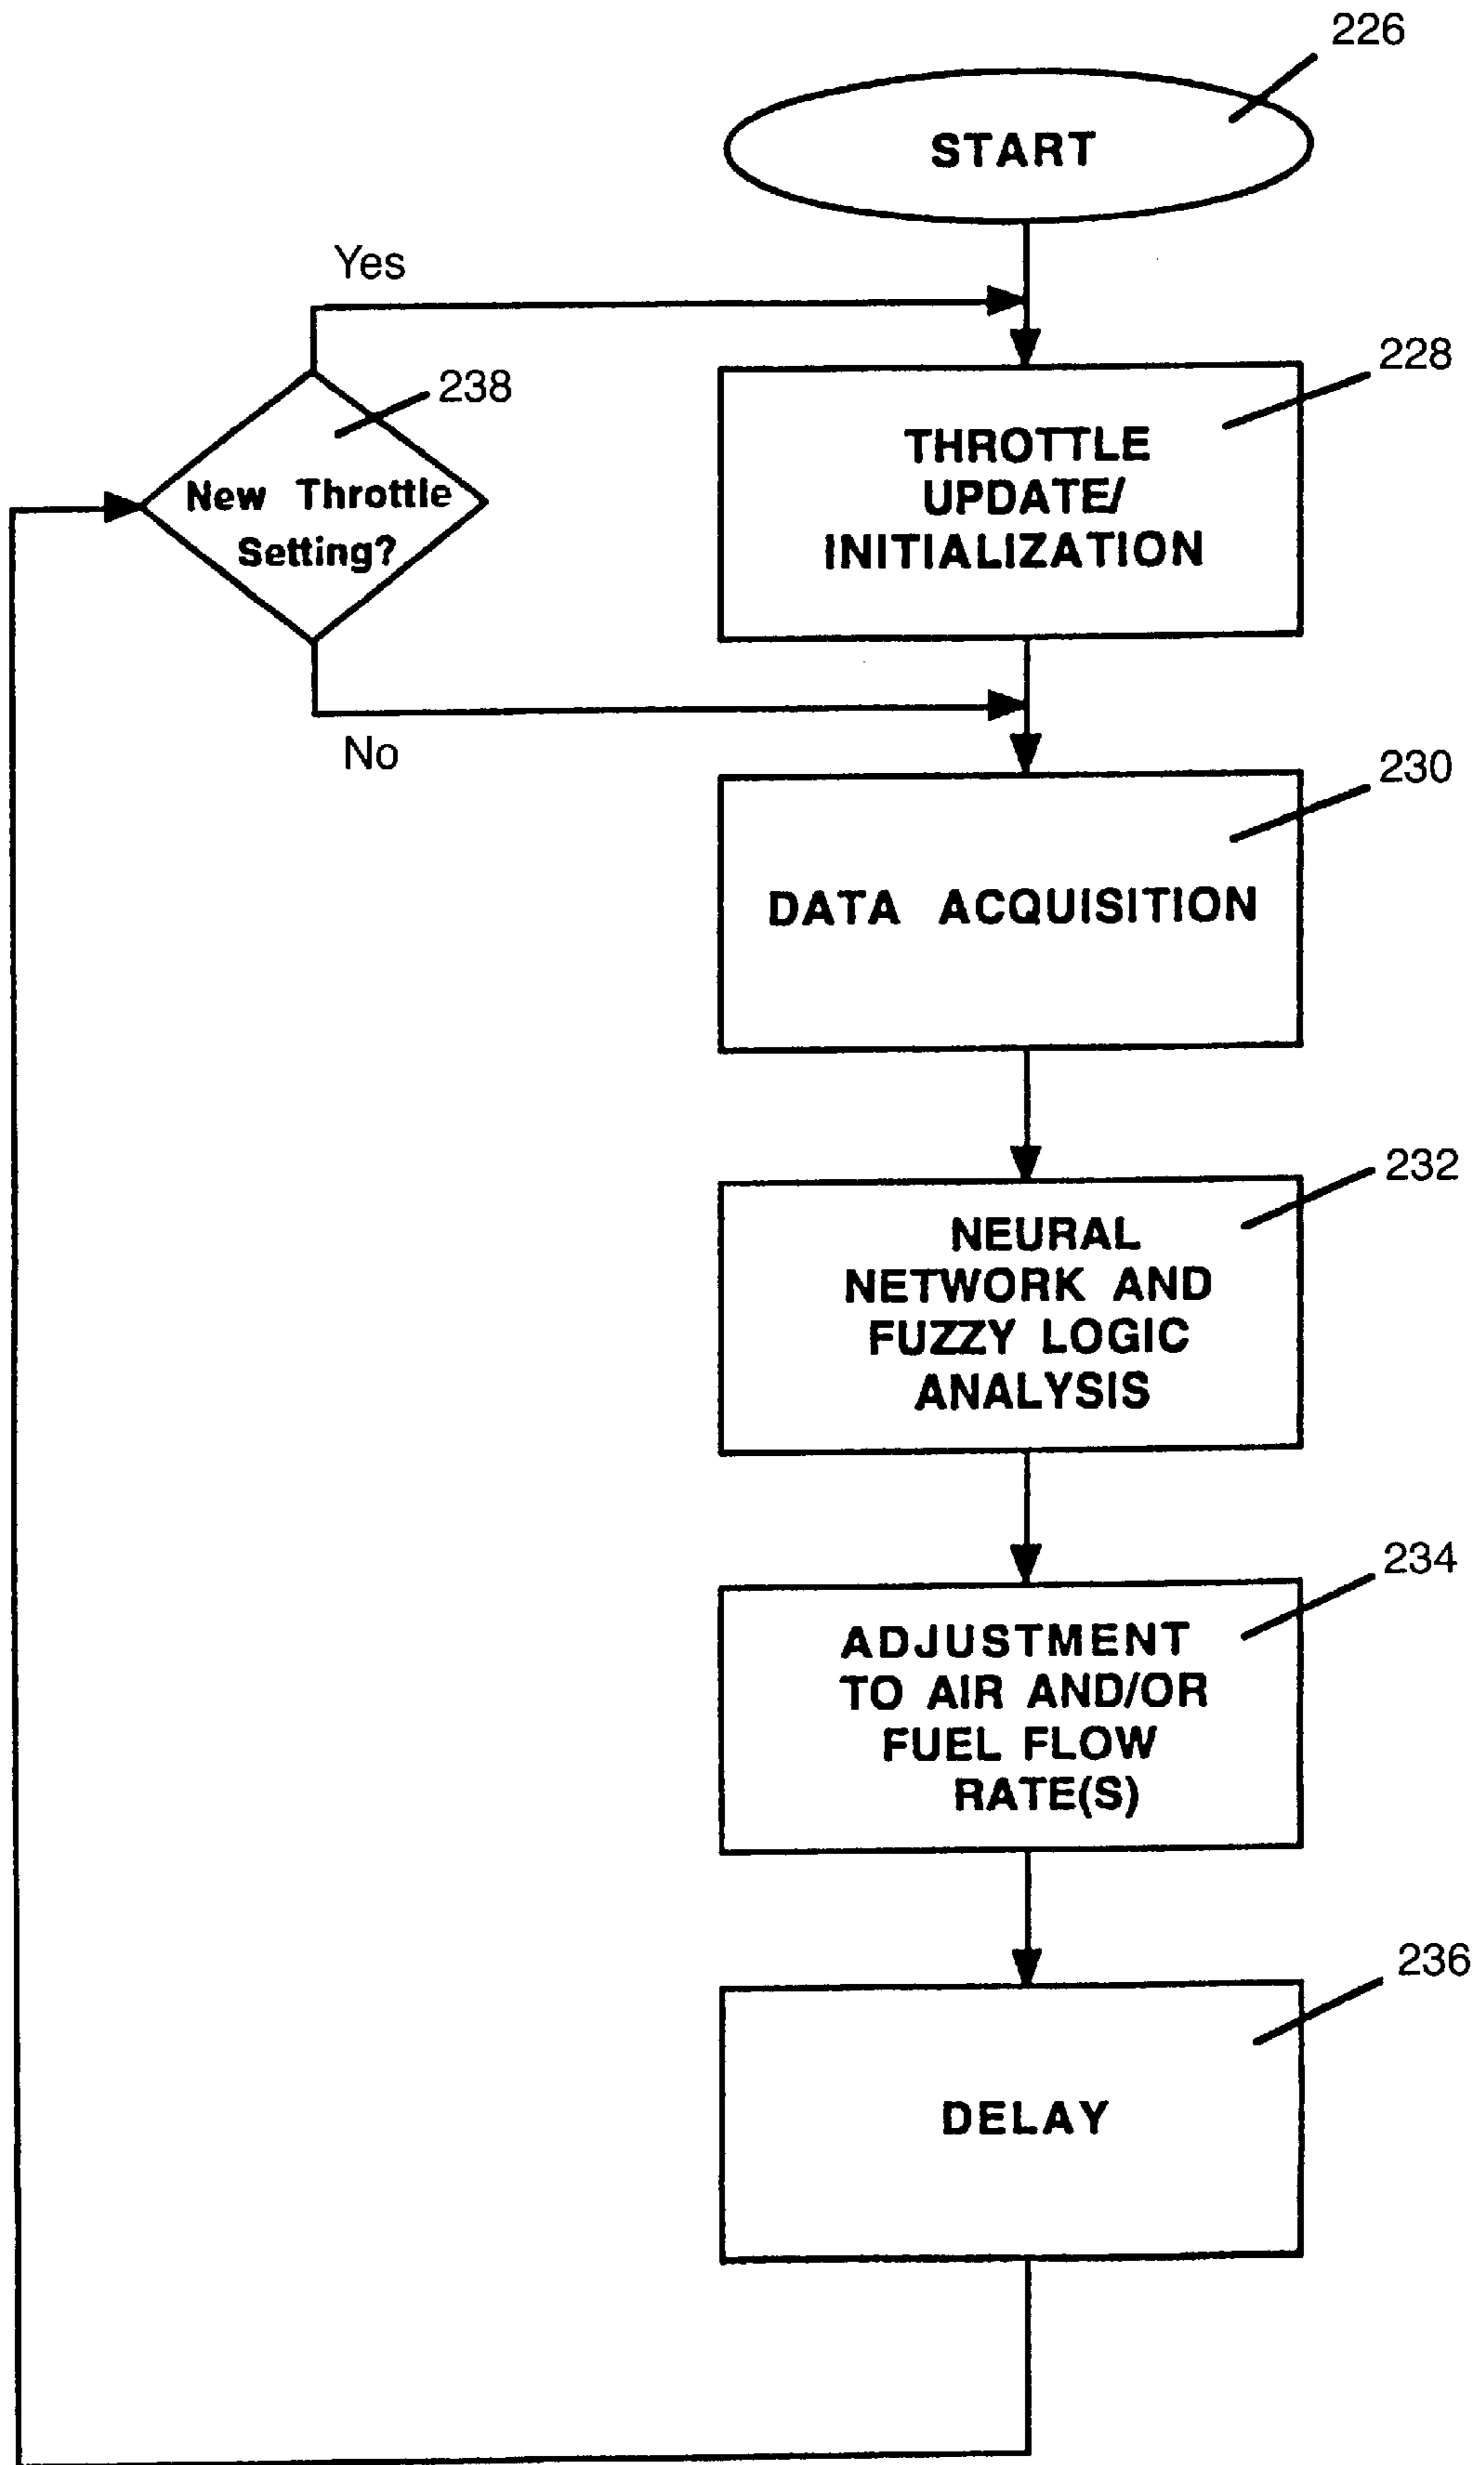 226
START
Yes
228
238
THROTTLE
UPDATE/
INITIALIZATION
New Throttle
Setting?
No
230
DATA ACQUISITION
232
NEURAL
NETWORK AND
FUZZY LOGIC
ANALYSIS
234
ADJUSTMENT
TO AIR AND/OR
FUEL FLOW
RATE(S)
236
DELAY